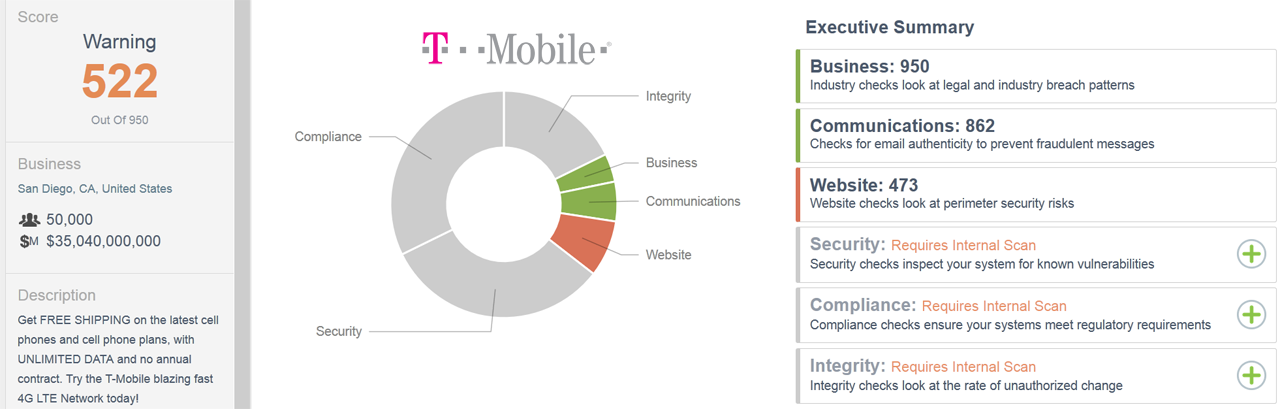 Score
Warning
522
Out Of 950
Business
San Diego, CA, United States
50,000
$M $35,040,000,000
Description
Get FREE SHIPPING on the latest cell
phones and cell phone plans, with
UNLIMITED DATA and no annual
contract. Try the T-Mobile blazing fast
4G LTE Network today!
T Mobile
Integrity
Business
Communications
Website
Security
Compliance
Executive Summary
Business: 950
Industry checks look at legal and industry breach patterns
Communications: 862
Checks for email authenticity to prevent fraudulent messages
Website: 473
Website checks look at perimeter security risks
Security: Requires Internal Scan
Security checks inspect your system for known vulnerabilities
Compliance: Requires Internal Scan
Compliance checks ensure your systems meet regulatory requirements
Integrity: Requires Internal Scan
Integrity checks look at the rate of unauthorized change